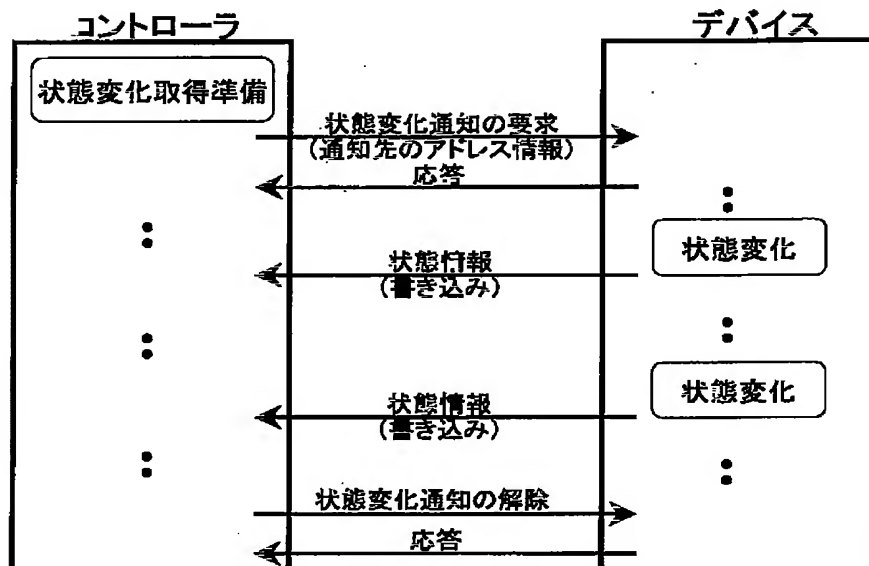 コントローラ
デバイス
状態変化取得準備
状態変化通知の要求
(通知先のアドレス情報)
応答
状態変化
状態情報
(書き込み)
状態変化
状態情報
(書き込み)
状態変化通知の解除
応答